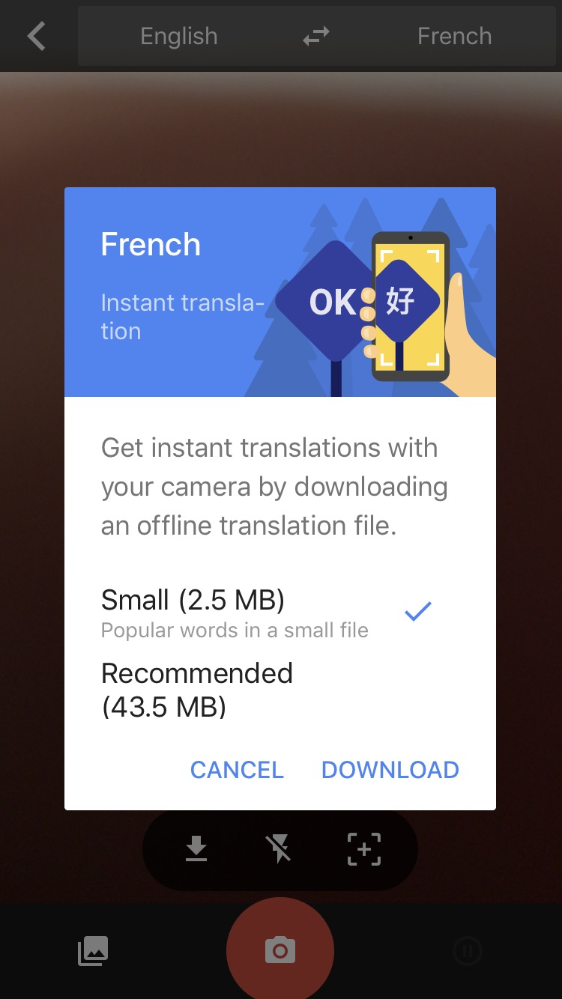 English French
French
Instant transla-
tion
OK 好
Get instant translations with
your camera by downloading
an offline translation file.
Small (2.5 MB)
Popular words in a small file
Recommended
(43.5 MB)
CANCEL DOWNLOAD